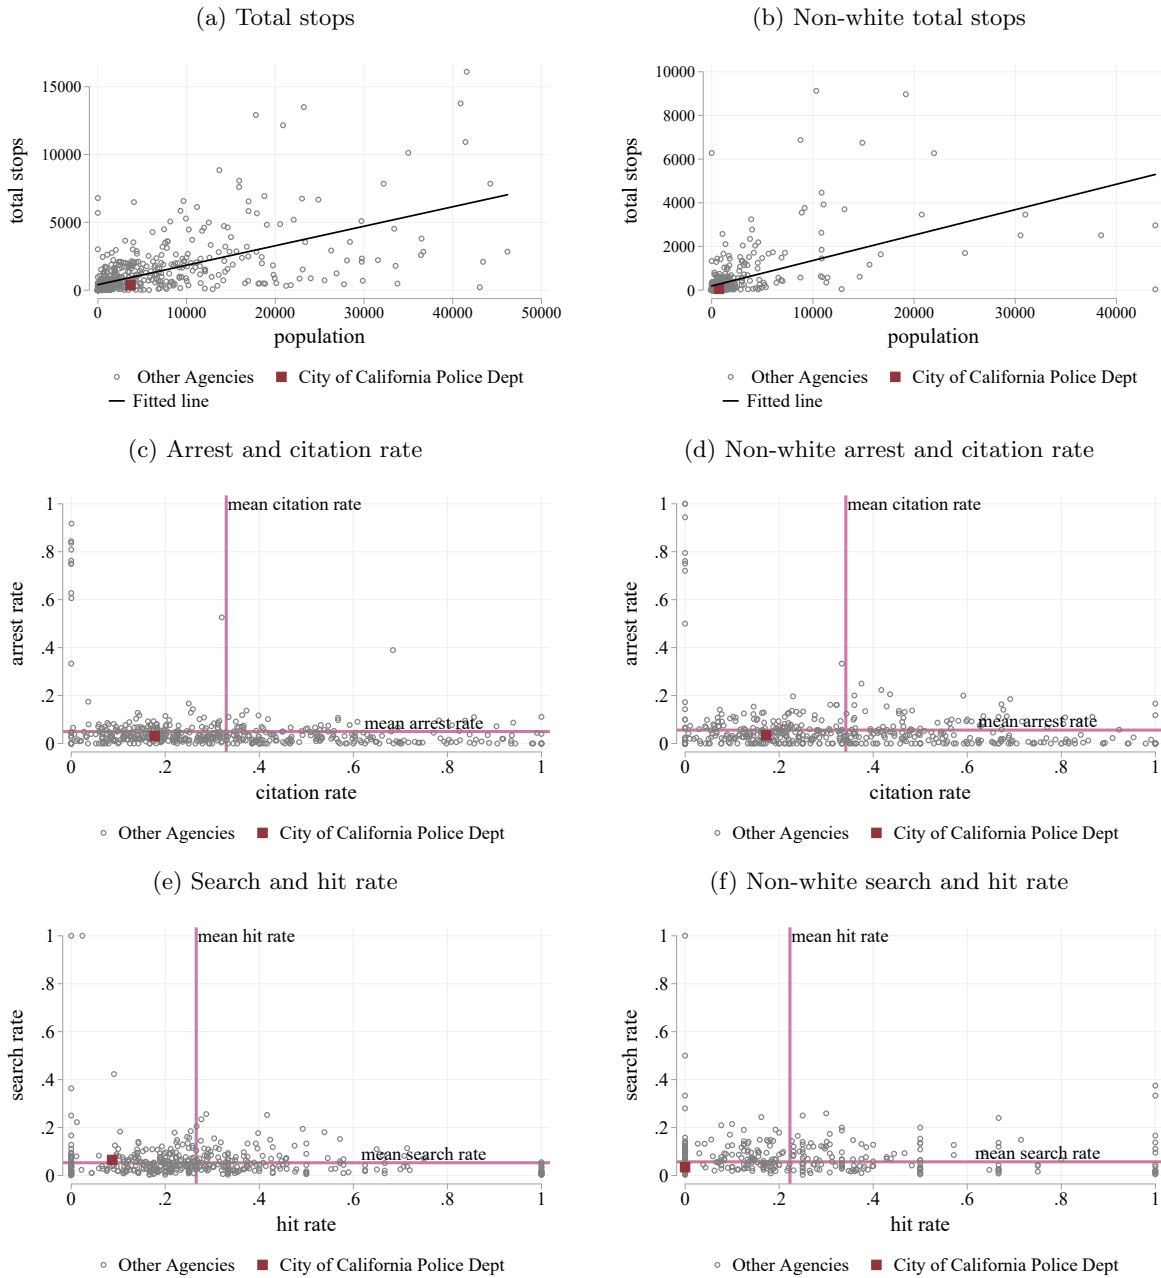 (a) Total stops
15000
10000
5000
0
total stops
0 10000 20000 30000 40000 50000
population
Other Agencies City of California Police Dept
Fitted line
(b) Non-white total stops
10000
8000
6000
4000
2000
0
total stops
0 10000 20000 30000 40000
population
Other Agencies City of California Police Dept
Fitted line
(c) Arrest and citation rate
mean citation rate
1
.8
.6
.4
.2
0
arrest rate
mean arrest rate
0 .2 .4 .6 .8 1
citation rate
Other Agencies City of California Police Dept
(d) Non-white arrest and citation rate
mean citation rate
1
.8
.6
.4
.2
0
arrest rate
mean arrest rate
0 .2 .4 .6 .8 1
citation rate
Other Agencies City of California Police Dept
(e) Search and hit rate
mean hit rate
1
.8
.6
.4
.2
0
search rate
mean search rate
0 .2 .4 .6 .8 1
hit rate
Other Agencies City of California Police Dept
(f) Non-white search and hit rate
mean hit rate
1
.8
.6
.4
.2
0
search rate
mean search rate
0 .2 .4 .6 .8 1
hit rate
Other Agencies City of California Police Dept